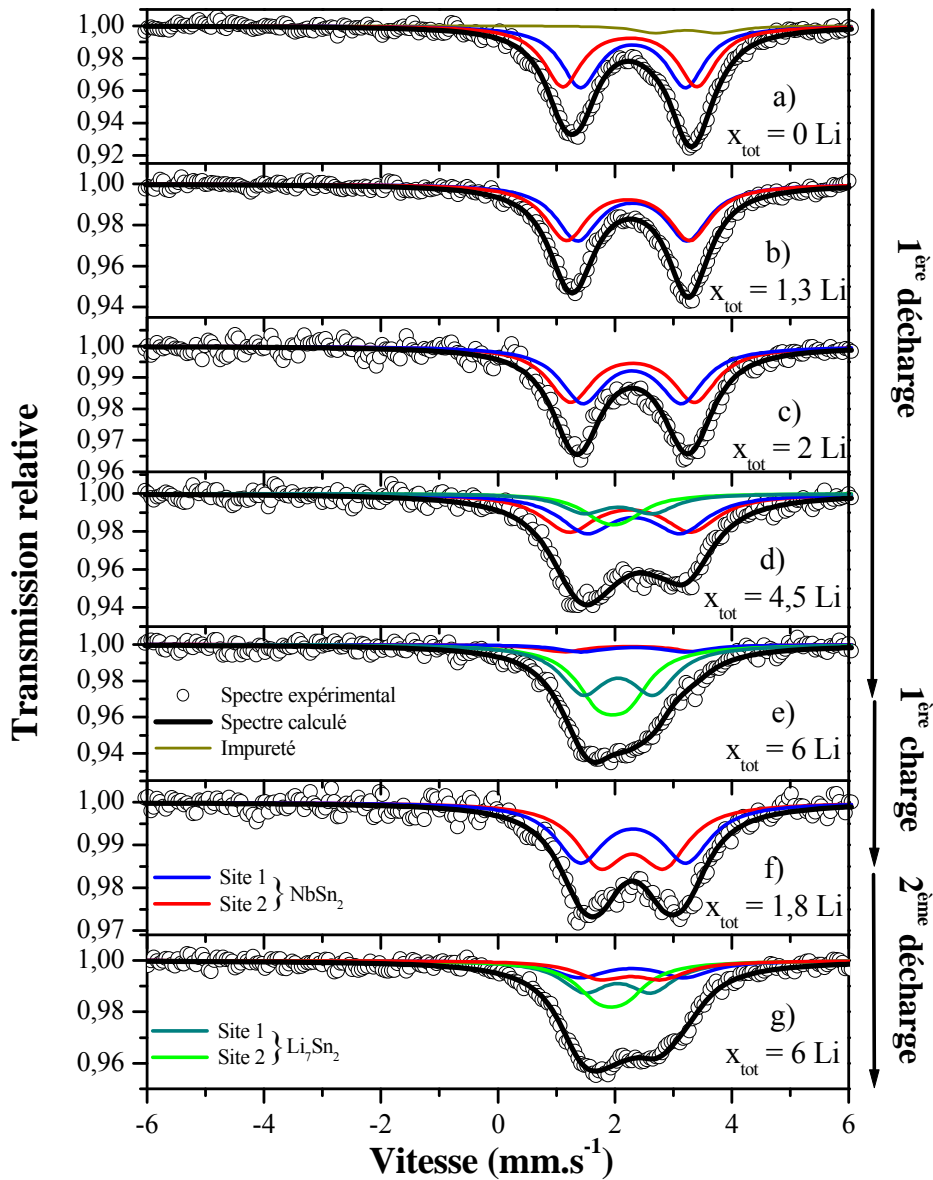 Transmission relative
1,00
0,98
0,96
0,94
0,92
a)
x_tot = 0 Li
1,00
0,98
0,96
0,94
b)
x_tot = 1,3 Li
1,00
0,99
0,98
0,97
0,96
c)
x_tot = 2 Li
1,00
0,98
0,96
0,94
d)
x_tot = 4,5 Li
1,00
0,98
0,96
0,94
Spectre expérimental
Spectre calculé
Impureté
e)
x_tot = 6 Li
1,00
0,99
0,98
0,97
Site 1
Site 2 } NbSn₂
f)
x_tot = 1,8 Li
1,00
0,98
0,96
Site 1
Site 2 } Li₇Sn₂
g)
x_tot = 6 Li
-6 -4 -2 0 2 4 6
Vitesse (mm.s⁻¹)
1ère décharge
1ère charge
2ème décharge